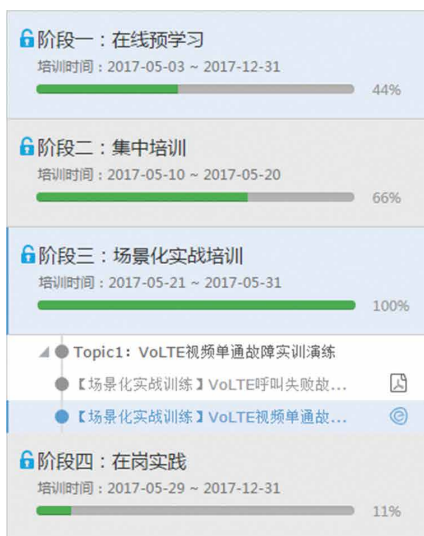 阶段一：在线预学习
培训时间：2017-05-03 ~ 2017-12-31
44%
阶段二：集中培训
培训时间：2017-05-10 ~ 2017-05-20
66%
阶段三：场景化实战培训
培训时间：2017-05-21 ~ 2017-05-31
100%
Topic1：VoLTE视频单通故障实训演练
【场景化实战训练】VoLTE呼叫失败故...
【场景化实战训练】VoLTE视频单通故...
阶段四：在岗实践
培训时间：2017-05-29 ~ 2017-12-31
11%